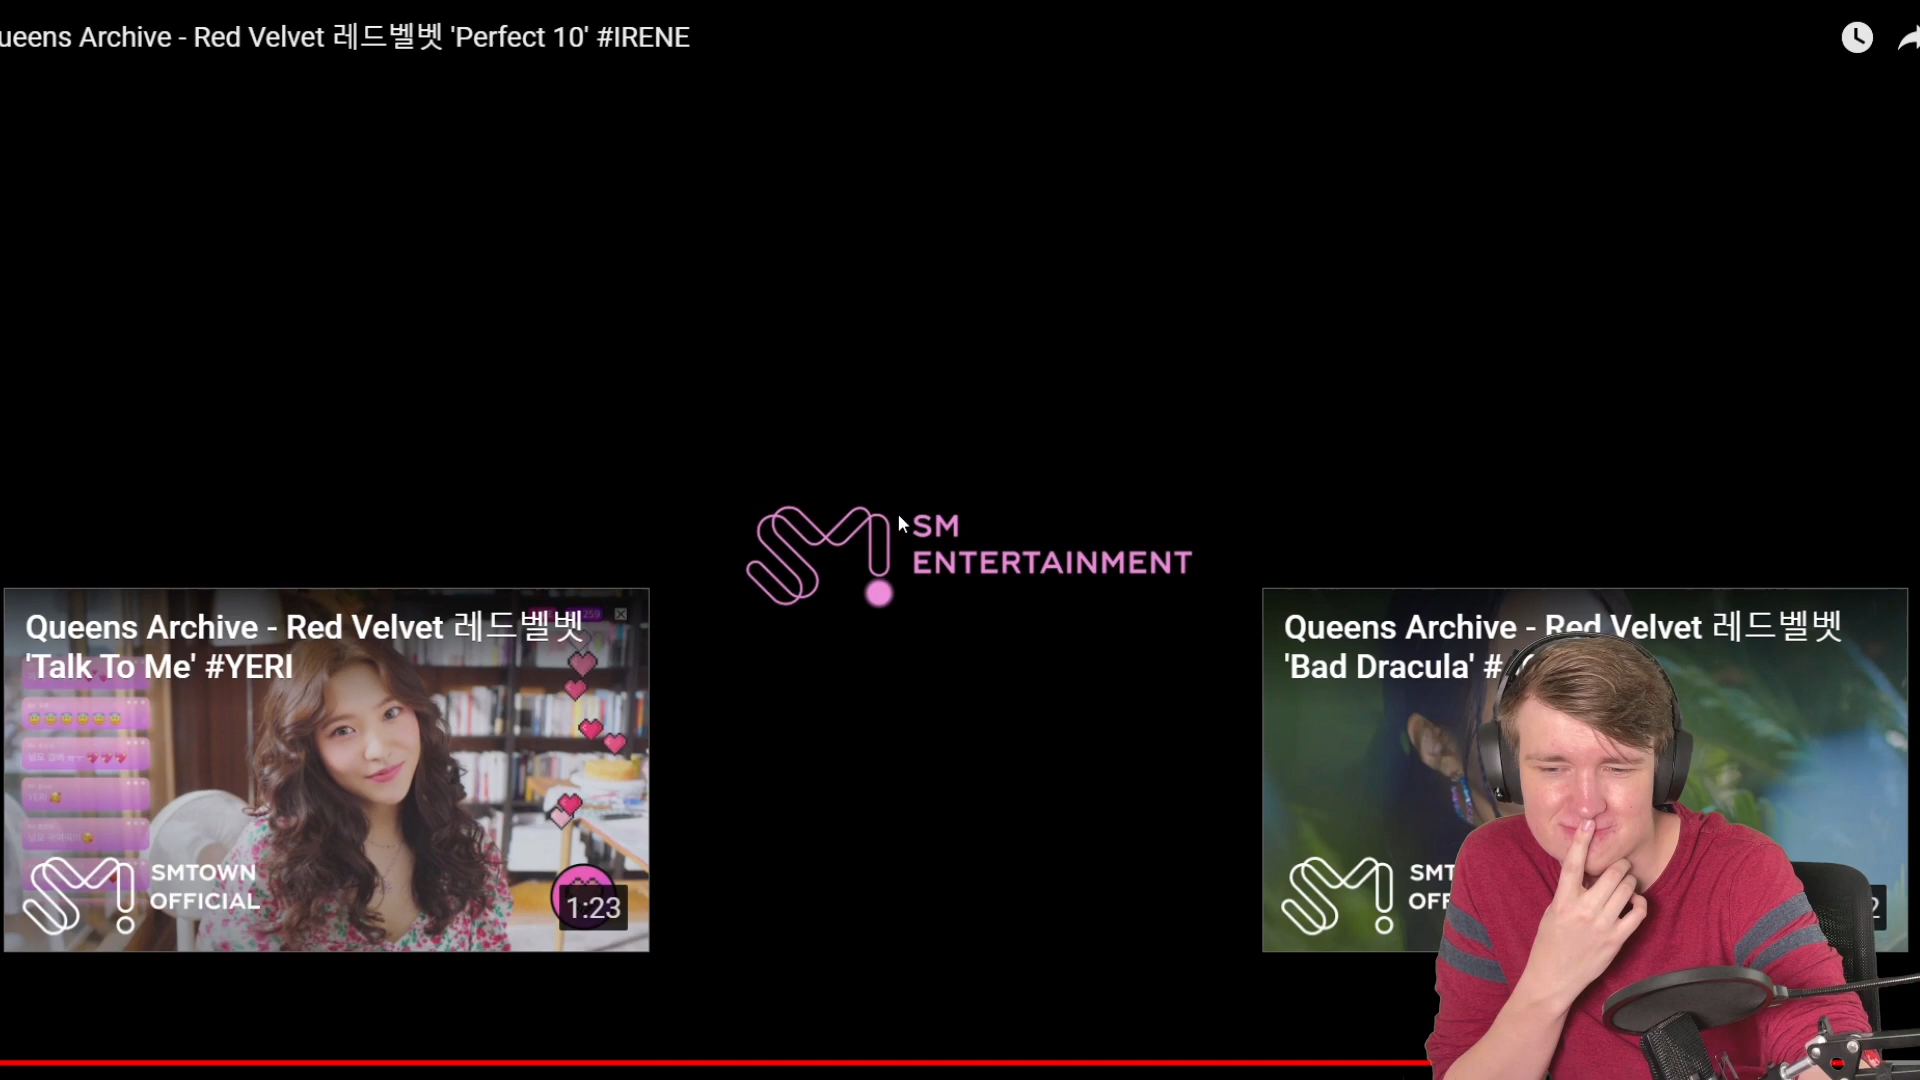 ueens Archive - Red Velvet 레드벨벳 'Perfect 10' #IRENE
SM
ENTERTAINMENT
Queens Archive - Red Velvet 레드벨벳
'Talk To Me' #YERI
SMTOWN
OFFICIAL
1:23
Queens Archive - Red Velvet 레드벨벳
'Bad Dracula' #
SMT
OFF